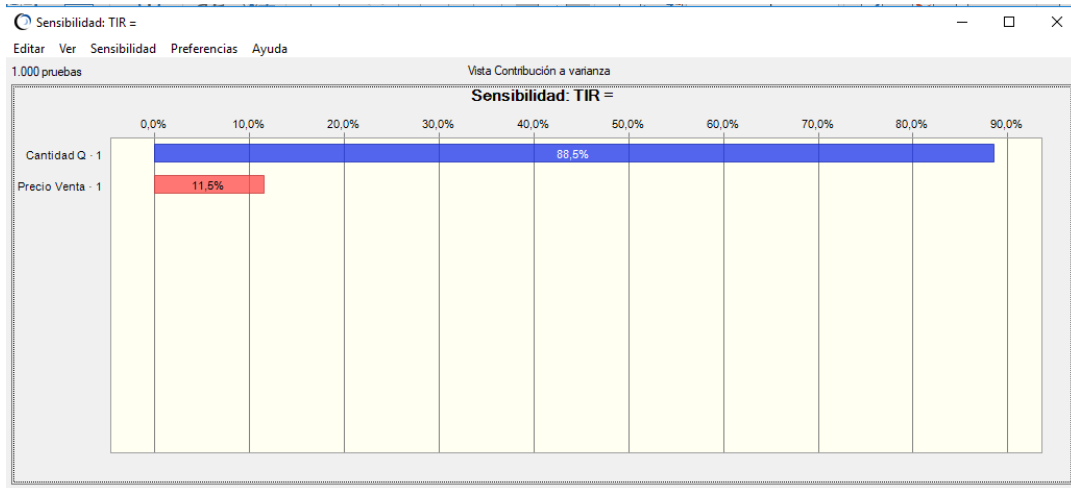 Sensibilidad: TIR =
Editar Ver Sensibilidad Preferencias Ayuda
1.000 pruebas Vista Contribución a varianza
Sensibilidad: TIR =
0,0% 10,0% 20,0% 30,0% 40,0% 50,0% 60,0% 70,0% 80,0% 90,0%
Cantidad Q - 1 88,5%
Precio Venta - 1 11,5%